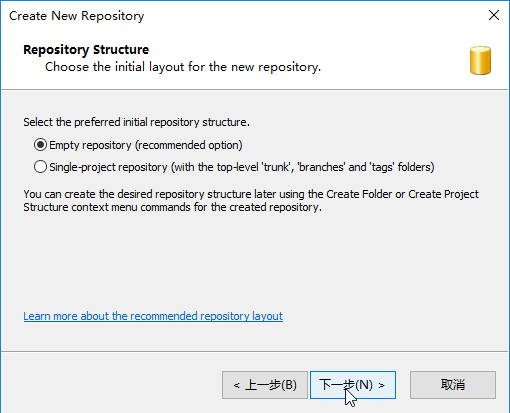 Create New Repository
Repository Structure
Choose the initial layout for the new repository.
Select the preferred initial repository structure.
Empty repository (recommended option)
Single-project repository (with the top-level 'trunk', 'branches' and 'tags' folders)
You can create the desired repository structure later using the Create Folder or Create Project
Structure context menu commands for the created repository.
Learn more about the recommended repository layout
< 上一步(B)
下一步(N) >
取消